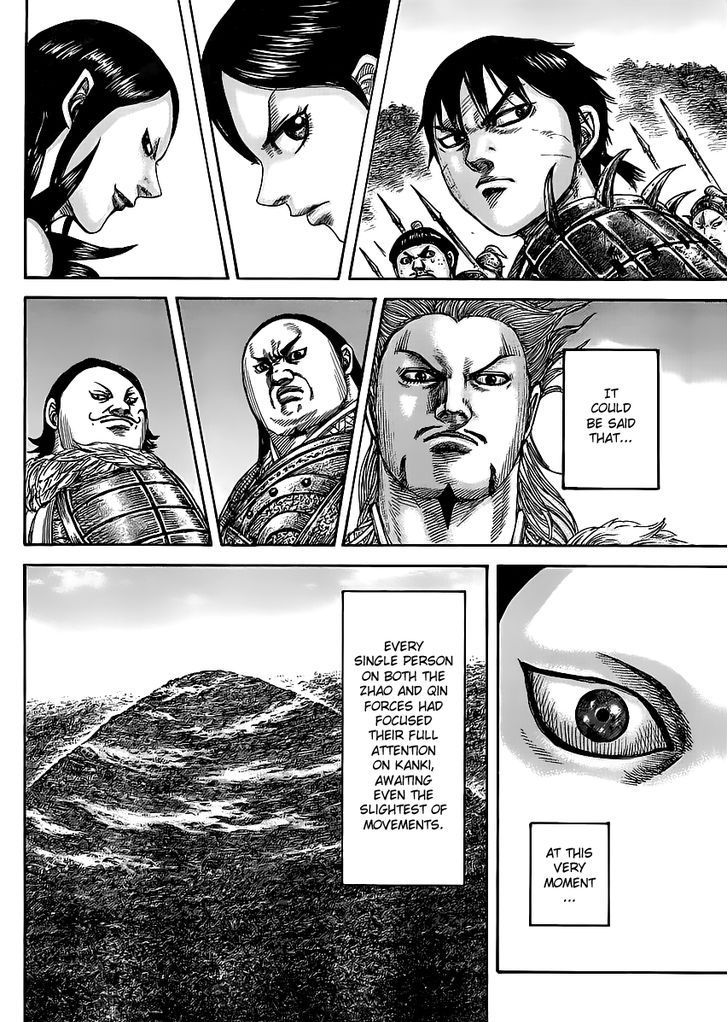 IT
COULD
BE SAID
THAT...
AT THIS
VERY
MOMENT
...
EVERY
SINGLE PERSON
ON BOTH THE
ZHAO AND QIN
FORCES HAD
FOCUSED
THEIR FULL
ATTENTION
ON KANKI,
AWAITING
EVEN THE
SLIGHTEST OF
MOVEMENTS.